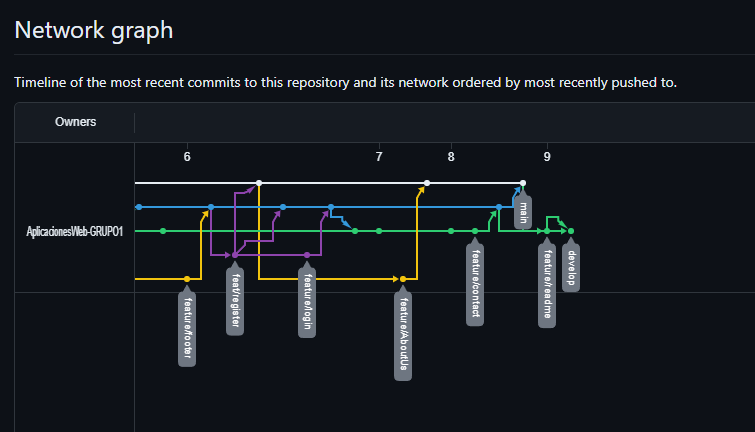 Network graph
Timeline of the most recent commits to this repository and its network ordered by most recently pushed to.
Owners
6 7 8 9
AplicacionesWeb-GRUPO1
main
feature/footer
feat/register
feature/login
feature/AboutUs
feature/contact
feature/readme
develop